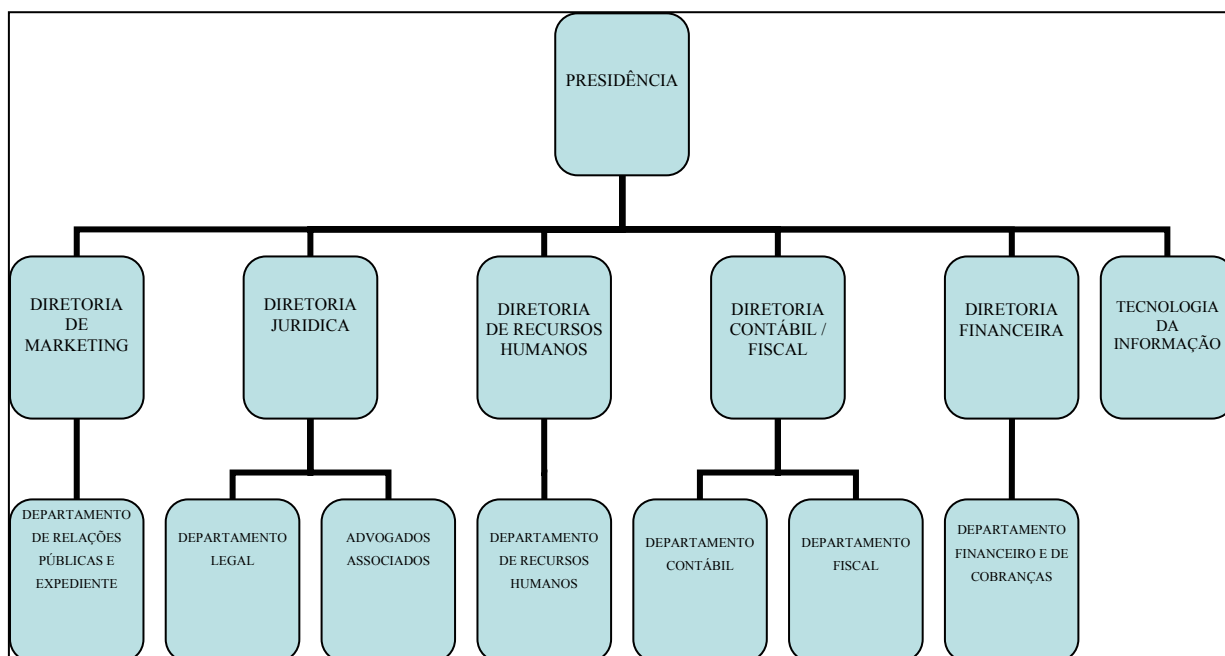 PRESIDÊNCIA
DIRETORIA
DE
MARKETING
DIRETORIA
JURIDICA
DIRETORIA
DE RECURSOS
HUMANOS
DIRETORIA
CONTÁBIL /
FISCAL
DIRETORIA
FINANCEIRA
TECNOLOGIA
DA
INFORMAÇÃO
DEPARTAMENTO
DE RELAÇÕES
PÚBLICAS E
EXPEDIENTE
DEPARTAMENTO
LEGAL
ADVOGADOS
ASSOCIADOS
DEPARTAMENTO
DE RECURSOS
HUMANOS
DEPARTAMENTO
CONTÁBIL
DEPARTAMENTO
FISCAL
DEPARTAMENTO
FINANCEIRO E DE
COBRANÇAS